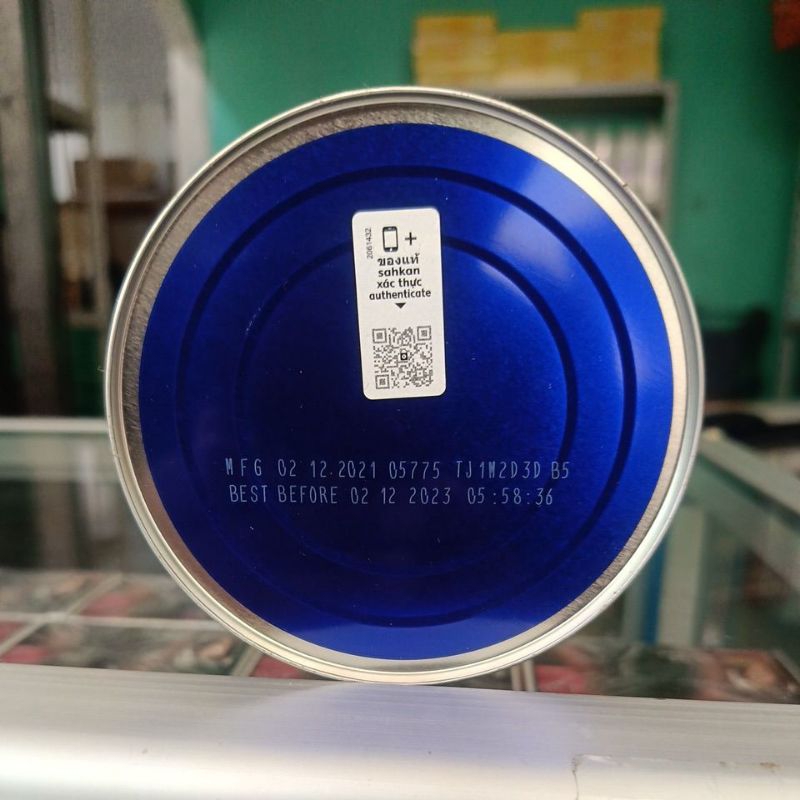 2061432
+
ของแท้
sahkan
xác thực
authenticate
MFG 02 12 2021 05775 TJ1W2D3D B5
BEST BEFORE 02 12 2023 05:58:36